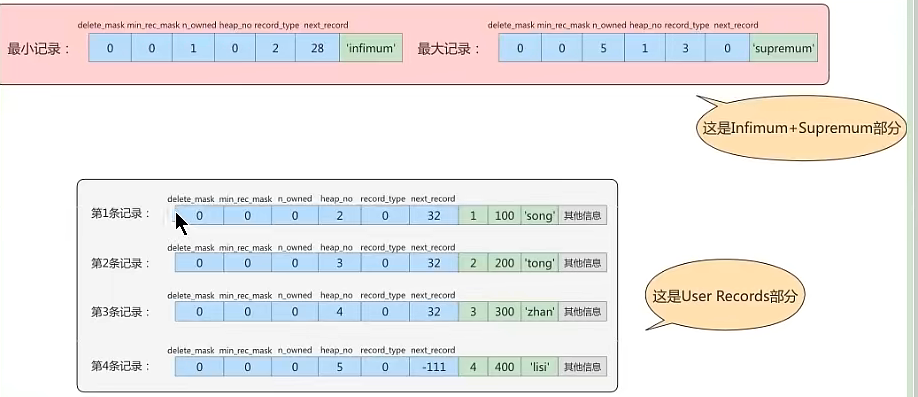 delete_mask min_rec_mask n_owned heap_no record_type next_record
最小记录： 0 0 1 0 2 28 'infimum'
delete_mask min_rec_mask n_owned heap_no record_type next_record
最大记录： 0 0 5 1 3 0 'supremum'
这是Infimum+Supremum部分
delete_mask min_rec_mask n_owned heap_no record_type next_record
第1条记录： 0 0 0 2 0 32 1 100 'song' 其他信息
delete_mask min_rec_mask n_owned heap_no record_type next_record
第2条记录： 0 0 0 3 0 32 2 200 'tong' 其他信息
delete_mask min_rec_mask n_owned heap_no record_type next_record
第3条记录： 0 0 0 4 0 32 3 300 'zhan' 其他信息
delete_mask min_rec_mask n_owned heap_no record_type next_record
第4条记录： 0 0 0 5 0 -111 4 400 'lisi' 其他信息
这是User Records部分